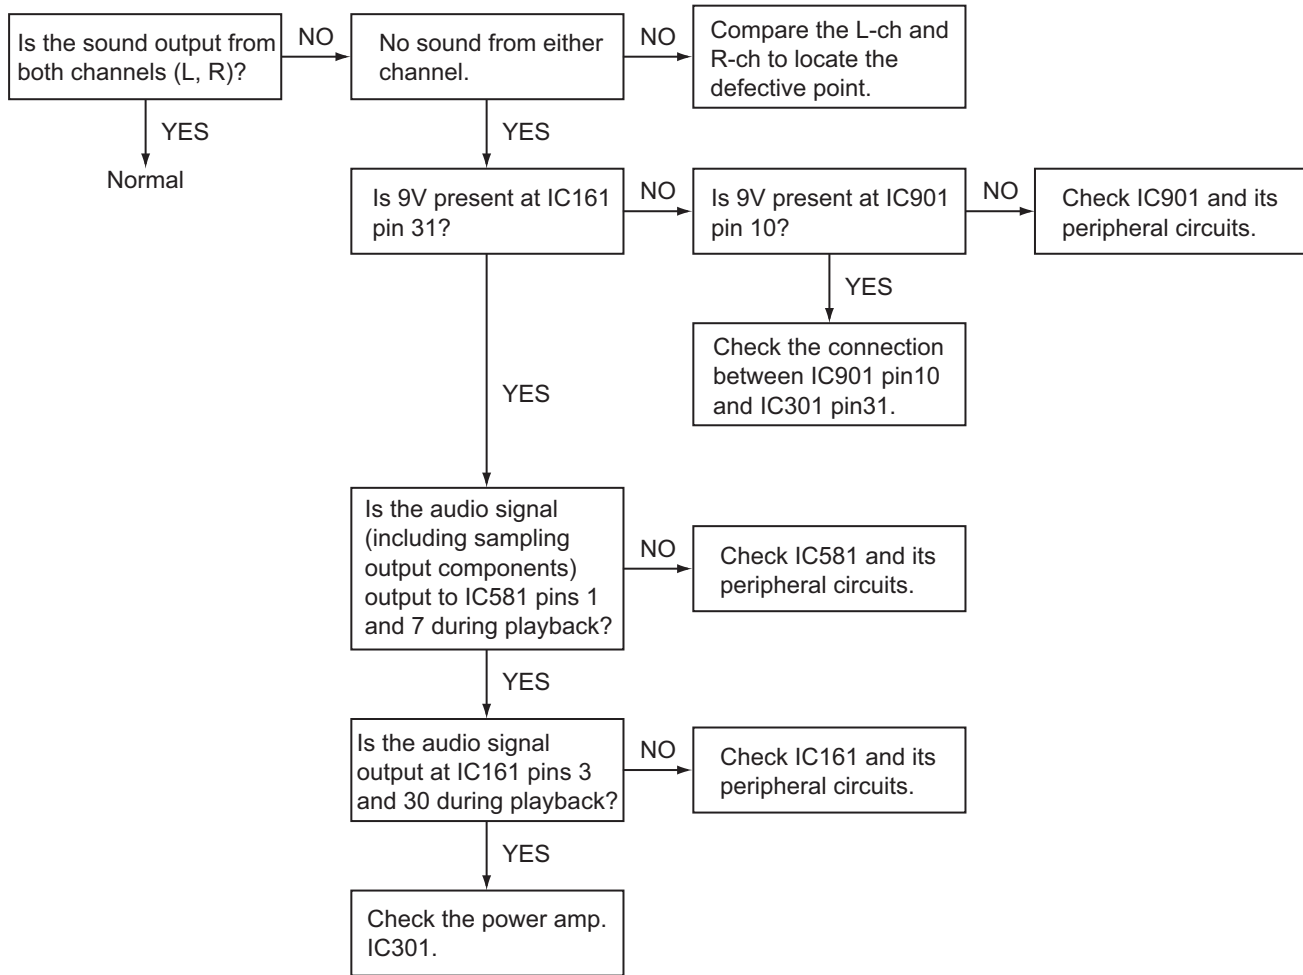 Is the sound output from
both channels (L, R)?
NO
No sound from either
channel.
NO
Compare the L-ch and
R-ch to locate the
defective point.
YES
Normal
YES
Is 9V present at IC161
pin 31?
NO
Is 9V present at IC901
pin 10?
NO
Check IC901 and its
peripheral circuits.
YES
Check the connection
between IC901 pin10
and IC301 pin31.
YES
Is the audio signal
(including sampling
output components)
output to IC581 pins 1
and 7 during playback?
NO
Check IC581 and its
peripheral circuits.
YES
Is the audio signal
output at IC161 pins 3
and 30 during playback?
NO
Check IC161 and its
peripheral circuits.
YES
Check the power amp.
IC301.